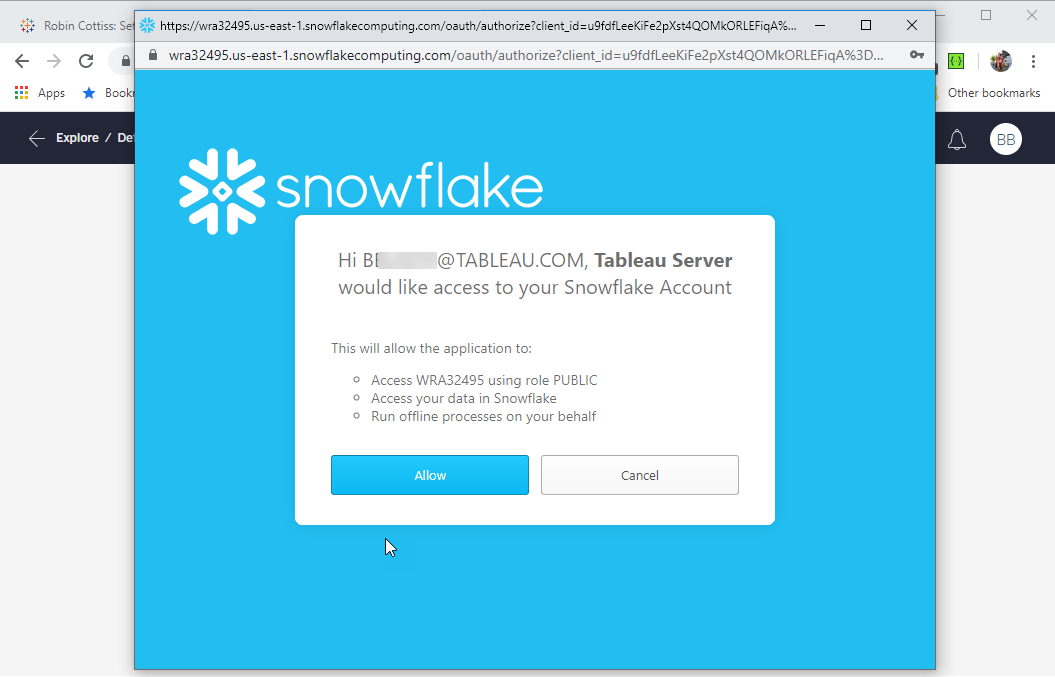 Robin Cottiss: Set
https://wra32495.us-east-1.snowflakecomputing.com/oauth/authorize?client_id=u9fdfLeeKiFe2pXst4QOMkORLEFiqA%...
wra32495.us-east-1.snowflakecomputing.com/oauth/authorize?client_id=u9fdfLeeKiFe2pXst4QOMkORLEFiqA%3D...
Apps
Other bookmarks
Explore /
BB
snowflake
Hi @TABLEAU.COM, Tableau Server
would like access to your Snowflake Account
This will allow the application to:
Access WRA32495 using role PUBLIC
Access your data in Snowflake
Run offline processes on your behalf
Allow
Cancel